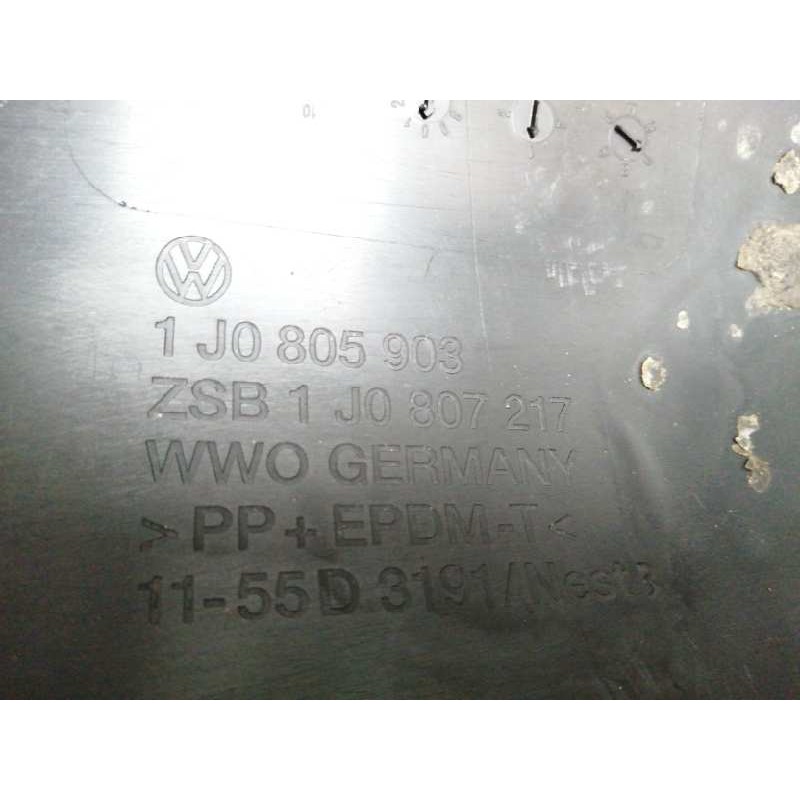 1 J0 805 903
ZSB 1 J0 807 217
WWO GERMANY
>PP+EPDM-T<
11-55D 3191/Nest3